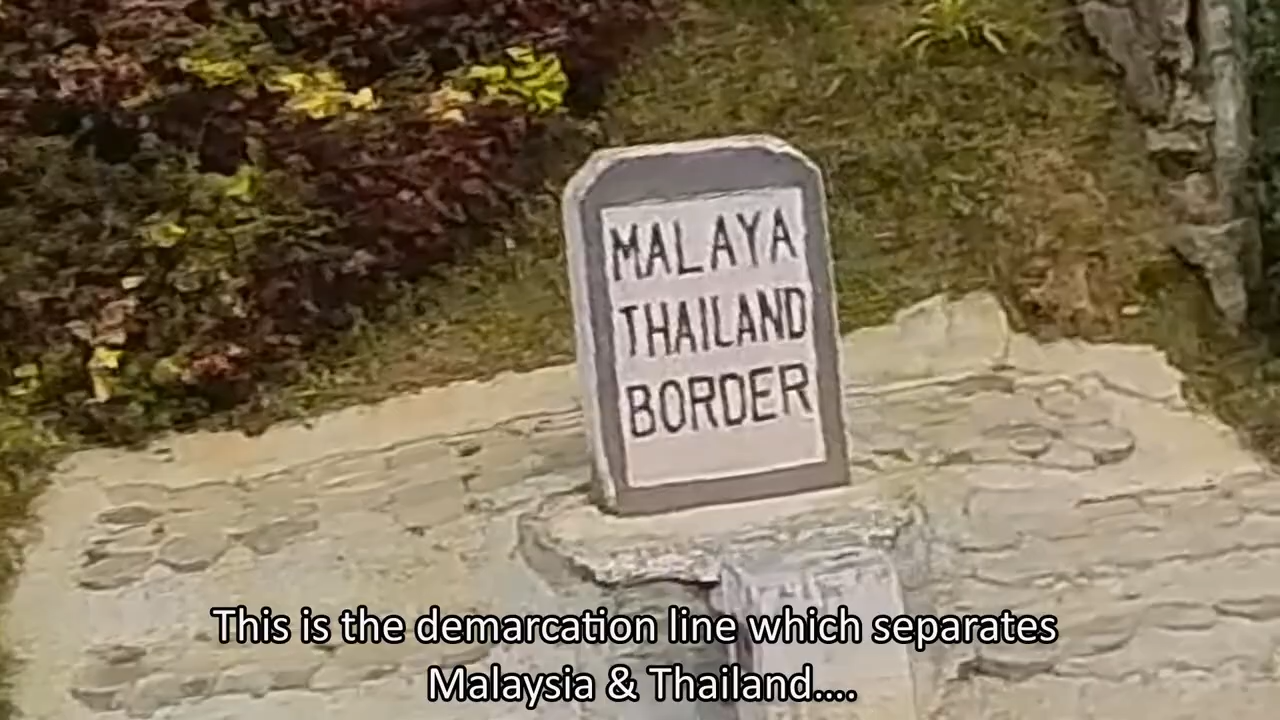 MALAYA
THAILAND
BORDER
This is the demarcation line which separates
Malaysia & Thailand....